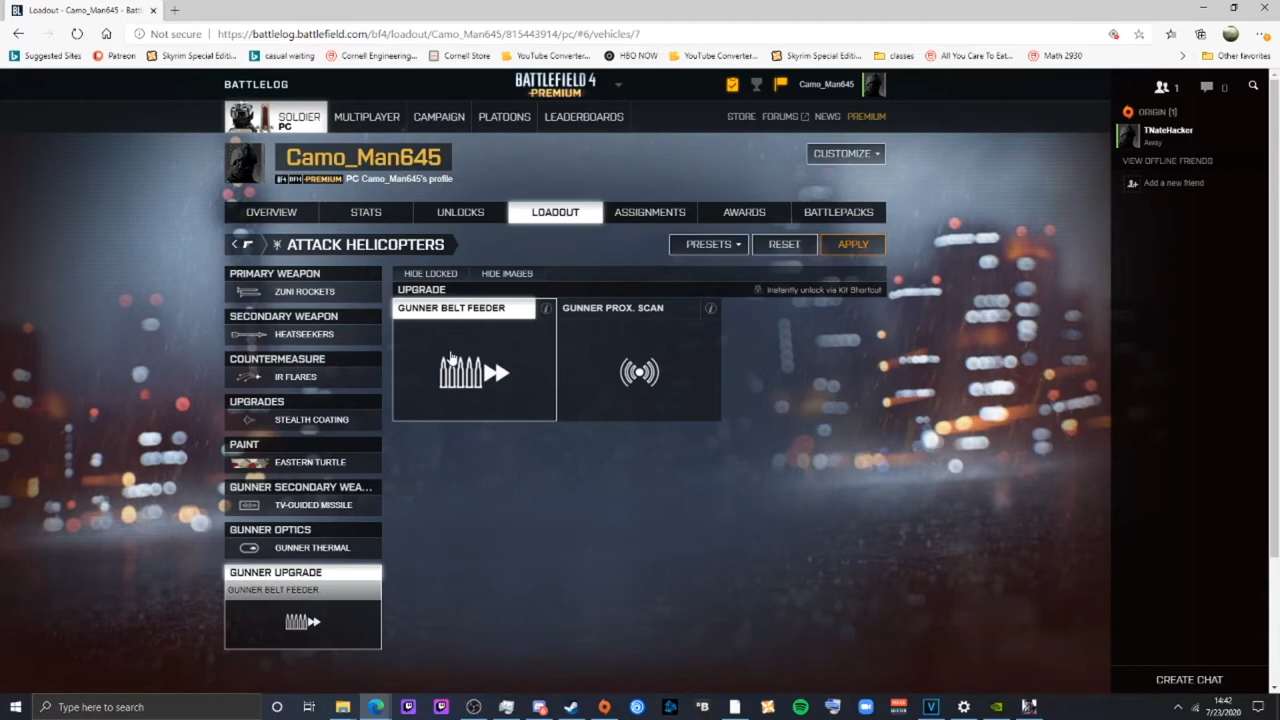 Loadout - Camo_Man645 - Batt
Not secure
https://battlelog.battlefield.com/bf4/loadout/Camo_Man645/815443914/pc/#6/vehicles/7
Suggested Sites
Patreon
Skyrim Special Editi...
casual waiting
Cornell Engineering...
Cornell Store
YouTube Converter...
HBO NOW
YouTube Converter...
Skyrim Special Editi...
classes
All You Care To Eat...
Math 2930
Other favorites
BATTLELOG
BATTLEFIELD 4
PREMIUM
Camo_Man645
1
0
SOLDIER
PC
MULTIPLAYER
CAMPAIGN
PLATOONS
LEADERBOARDS
STORE
FORUMS
NEWS
PREMIUM
ORIGIN (1)
TNateHacker
Away
VIEW OFFLINE FRIENDS
Add a new friend
Camo_Man645
PREMIUM PC Camo_Man645's profile
CUSTOMIZE
OVERVIEW
STATS
UNLOCKS
LOADOUT
ASSIGNMENTS
AWARDS
BATTLEPACKS
ATTACK HELICOPTERS
PRESETS
RESET
APPLY
PRIMARY WEAPON
ZUNI ROCKETS
SECONDARY WEAPON
HEATSEEKERS
COUNTERMEASURE
IR FLARES
UPGRADES
STEALTH COATING
PAINT
EASTERN TURTLE
GUNNER SECONDARY WEA...
TV-GUIDED MISSILE
GUNNER OPTICS
GUNNER THERMAL
GUNNER UPGRADE
GUNNER BELT FEEDER
HIDE LOCKED
HIDE IMAGES
UPGRADE
Instantly unlock via Kit Shortcut
GUNNER BELT FEEDER
GUNNER PROX. SCAN
CREATE CHAT
Type here to search
14:42
7/23/2020